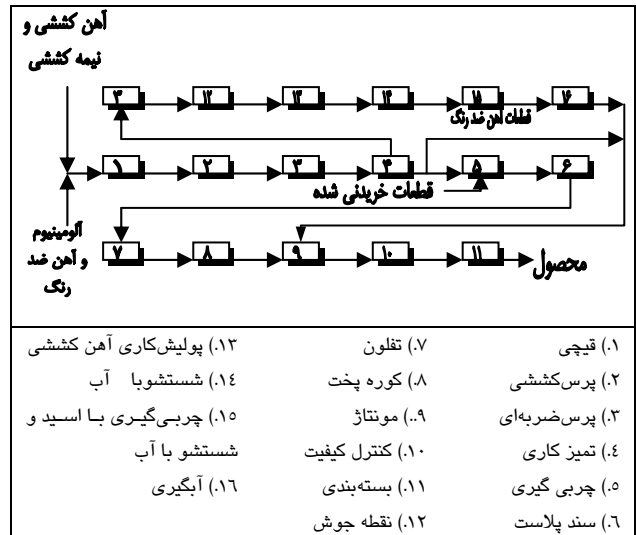 آهن کششی و
نیمه کششی
۳ ۱۲ ۱۳ ۱۴ ۱۵ ۱۶
قطعات آهن ضد رنگ
۱ ۲ ۳ ۴ ۵ ۶
قطعات خریدنی شده
آلومینیوم
و آهن ضد
رنگ
۷ ۸ ۹ ۱۰ ۱۱
محصول
۱.) قیچی
۲.) پرس‌کششی
۳.) پرس‌ضربه‌ای
۴.) تمیز کاری
۵.) چربی گیری
۶.) سند پلاست
۷.) تفلون
۸.) کوره پخت
۹..) مونتاژ
۱۰.) کنترل کیفیت
۱۱.) بسته‌بندی
۱۲.) نقطه جوش
۱۳.) پولیش‌کاری آهن کششی
۱۴.) شستشوبا آب
۱۵.) چربی‌گیری با اسید و
شستشو با آب
۱۶.) آبگیری